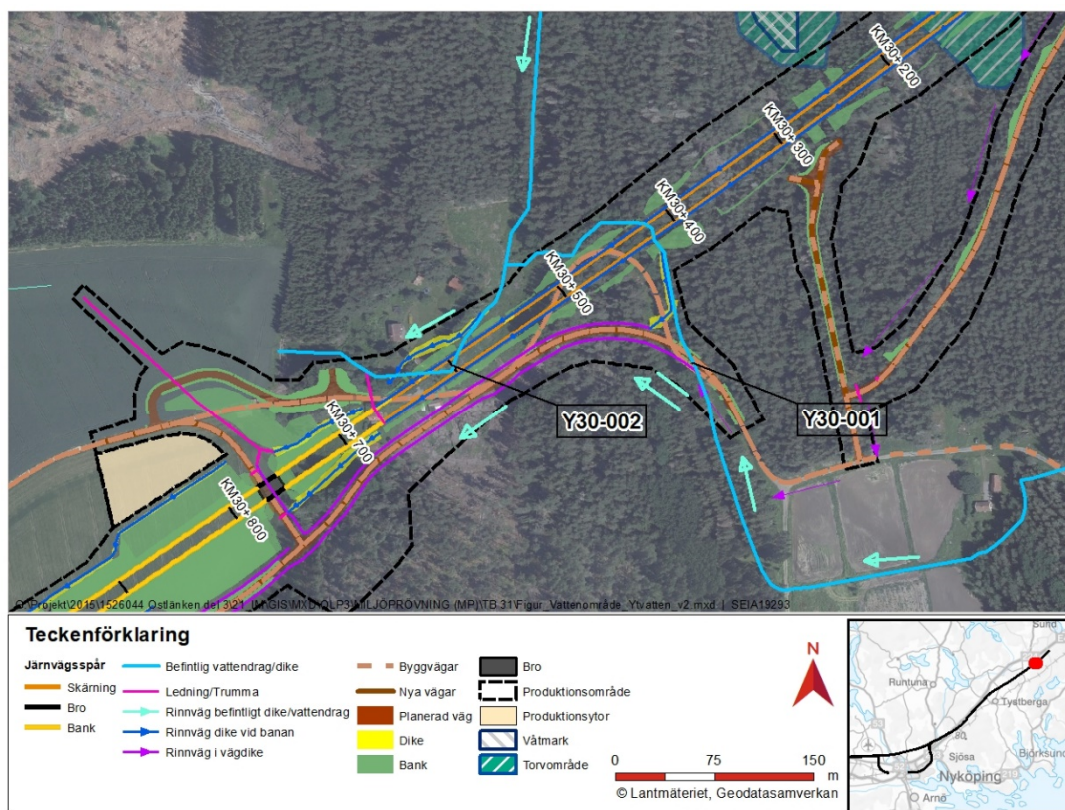 KM30+ 200
KM30+ 300
KM30+ 400
KM30+ 500
Y30-002
Y30-001
KM30+ 700
KM30+ 800
Teckenförklaring
Järnvägsspår
Skärning
Bro
Bank
Befintlig vattendrag/dike
Ledning/Trumma
Rinnväg befintligt dike/vattendrag
Rinnväg dike vid banan
Rinnväg i vägdike
Byggvägar
Nya vägar
Planerad väg
Dike
Bank
Bro
Produktionsområde
Produktionsytor
Våtmark
Torvområde
N
0 75 150
m
© Lantmäteriet, Geodatasamverkan
Sund
Runtuna
Tystberga
Sjösa
Björksund
Nyköping
Arnö